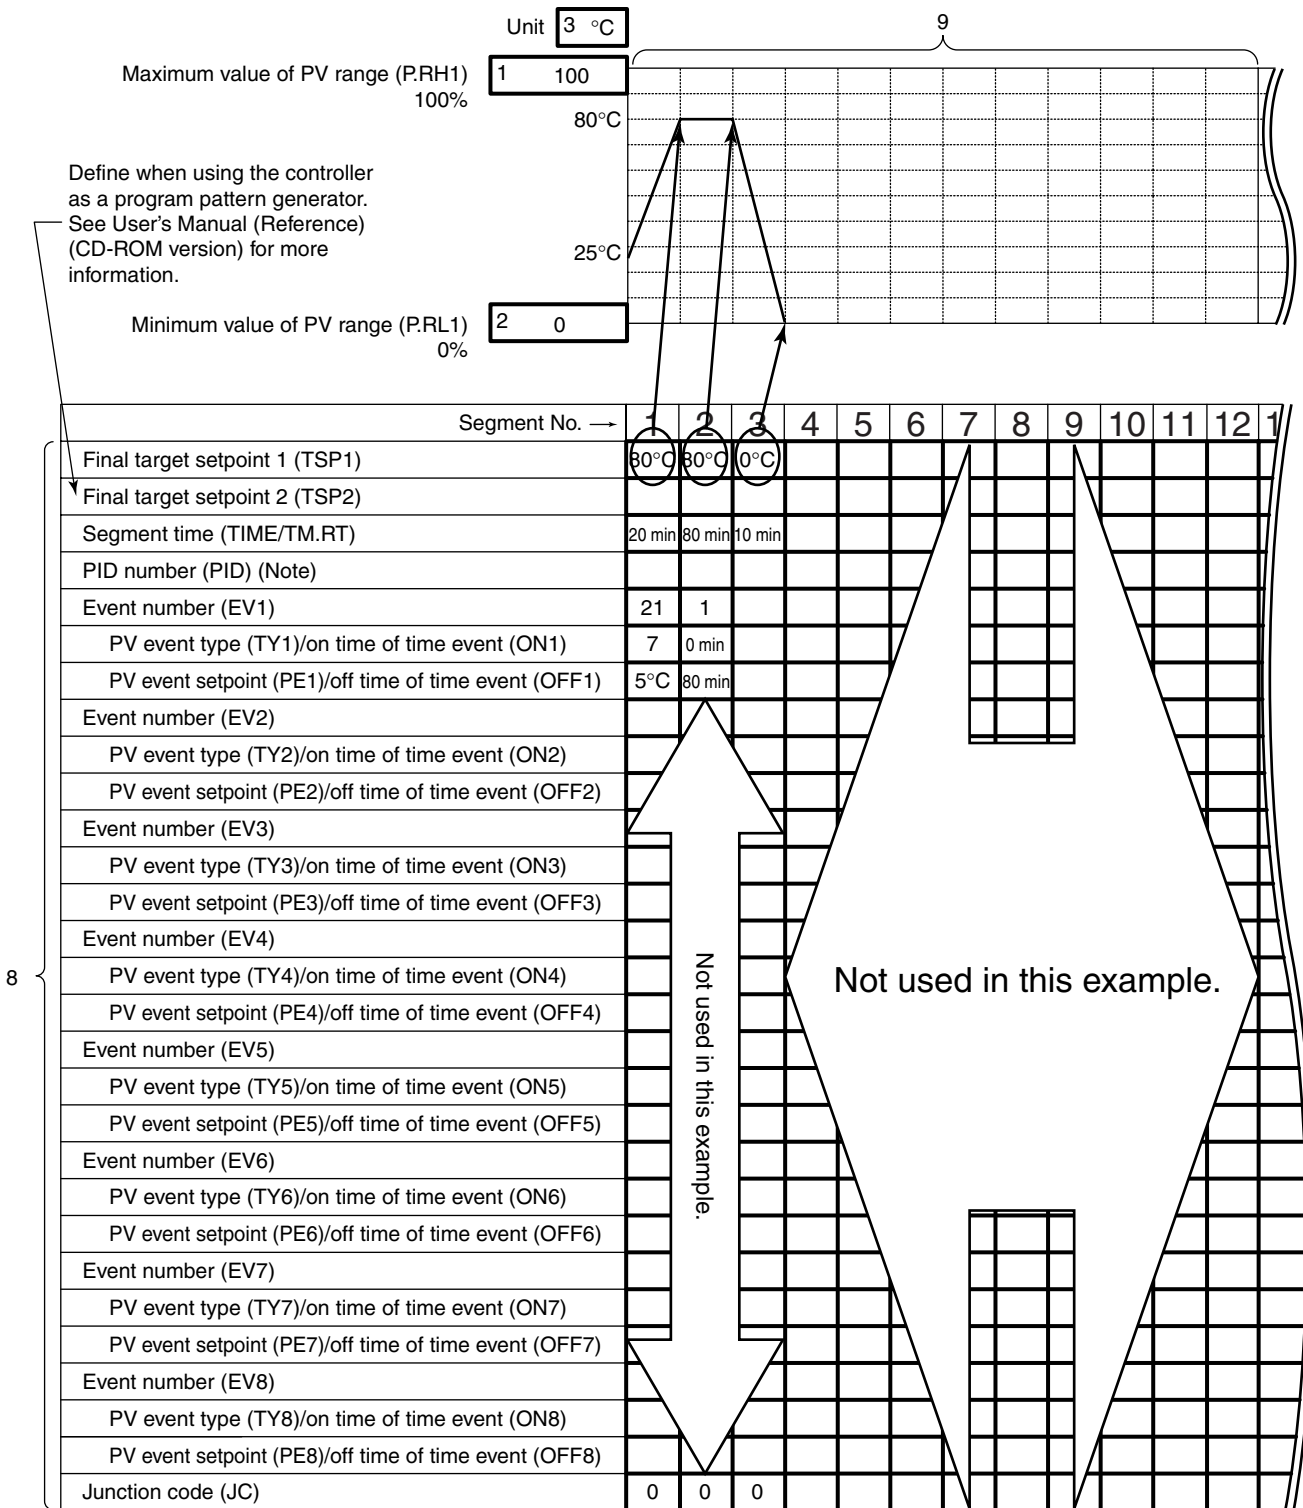 Unit 3 °C
9
Maximum value of PV range (P.RH1)
1 100
100%
80°C
Define when using the controller
as a program pattern generator.
See User's Manual (Reference)
(CD-ROM version) for more
information.
25°C
Minimum value of PV range (P.RL1)
2 0
0%
Segment No. → 1 2 3 4 5 6 7 8 9 10 11 12 1
Final target setpoint 1 (TSP1) 80°C 80°C 0°C
Final target setpoint 2 (TSP2)
Segment time (TIME/TM.RT) 20 min 80 min 10 min
PID number (PID) (Note)
Event number (EV1) 21 1
PV event type (TY1)/on time of time event (ON1) 7 0 min
PV event setpoint (PE1)/off time of time event (OFF1) 5°C 80 min
Event number (EV2)
PV event type (TY2)/on time of time event (ON2)
PV event setpoint (PE2)/off time of time event (OFF2)
Event number (EV3)
PV event type (TY3)/on time of time event (ON3)
PV event setpoint (PE3)/off time of time event (OFF3)
Event number (EV4)
8
PV event type (TY4)/on time of time event (ON4)
PV event setpoint (PE4)/off time of time event (OFF4)
Event number (EV5)
PV event type (TY5)/on time of time event (ON5)
PV event setpoint (PE5)/off time of time event (OFF5)
Event number (EV6)
PV event type (TY6)/on time of time event (ON6)
PV event setpoint (PE6)/off time of time event (OFF6)
Event number (EV7)
PV event type (TY7)/on time of time event (ON7)
PV event setpoint (PE7)/off time of time event (OFF7)
Event number (EV8)
PV event type (TY8)/on time of time event (ON8)
PV event setpoint (PE8)/off time of time event (OFF8)
Junction code (JC) 0 0 0
Not used in this example.
Not used in this example.